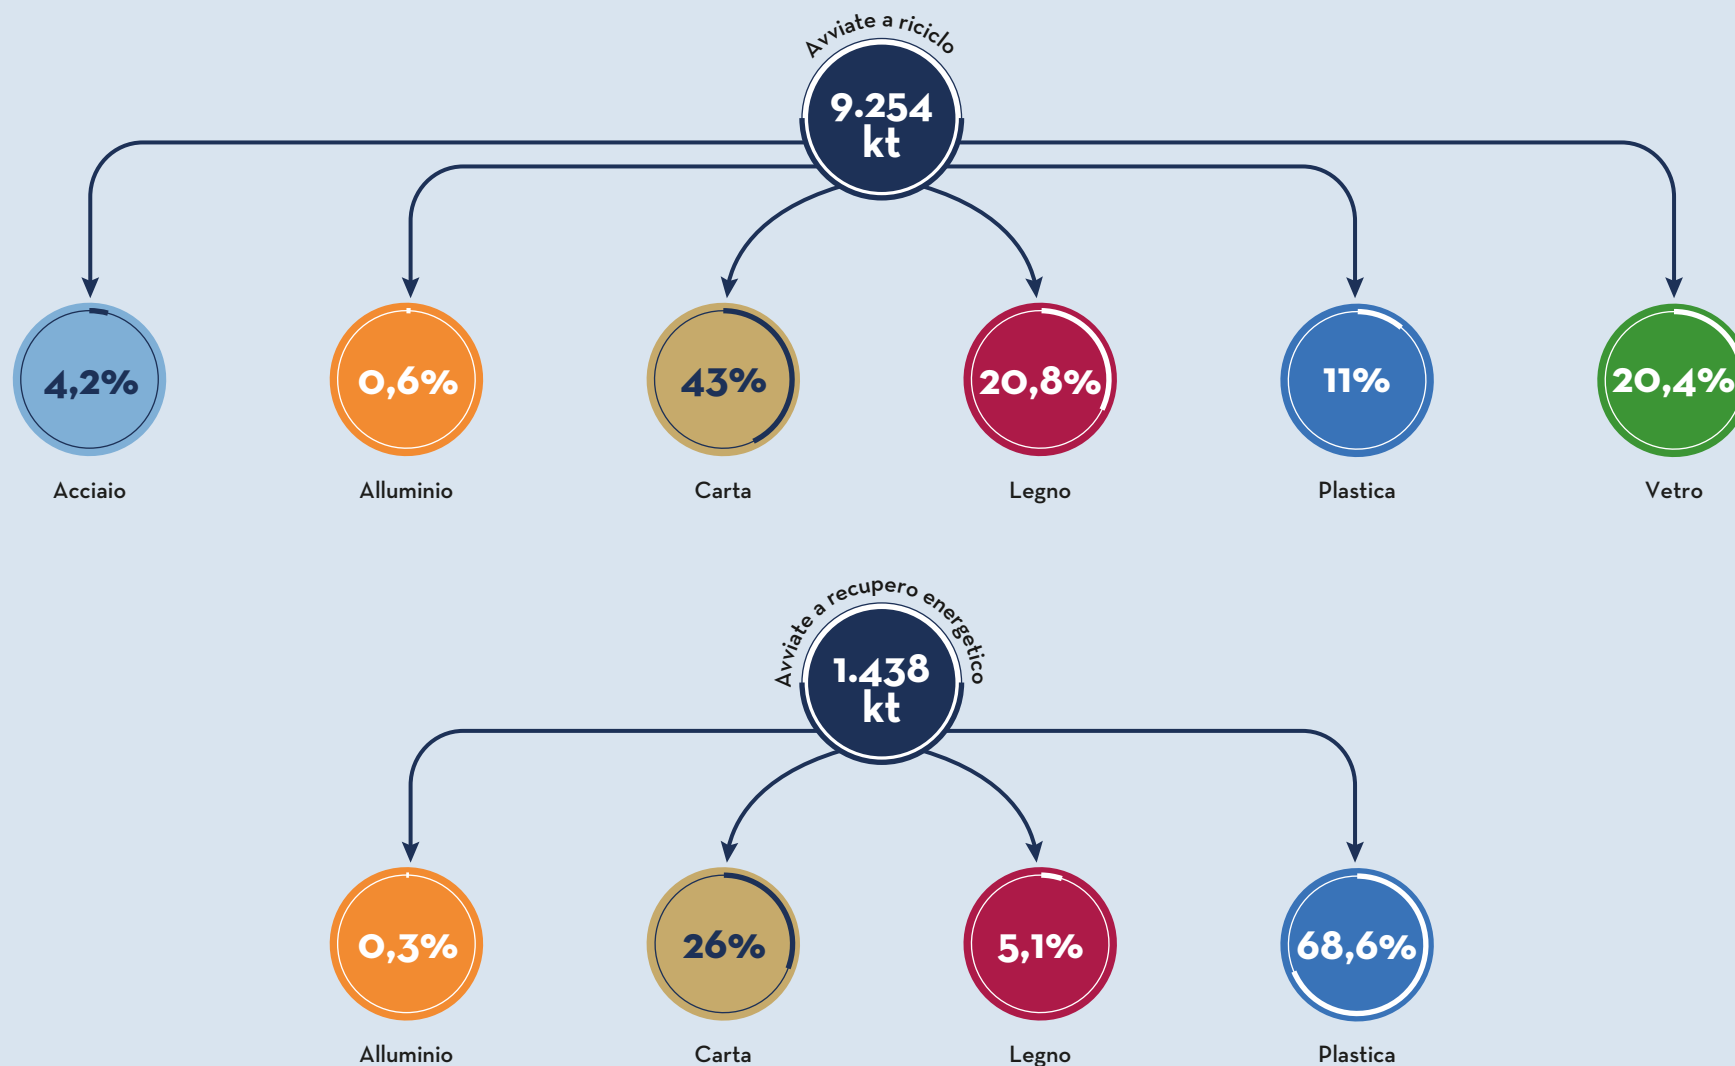 Avviate a riciclo
9.254
kt
4,2%
0,6%
43%
20,8%
11%
20,4%
Acciaio
Alluminio
Carta
Legno
Plastica
Vetro
Avviate a recupero energetico
1.438
kt
0,3%
26%
5,1%
68,6%
Alluminio
Carta
Legno
Plastica